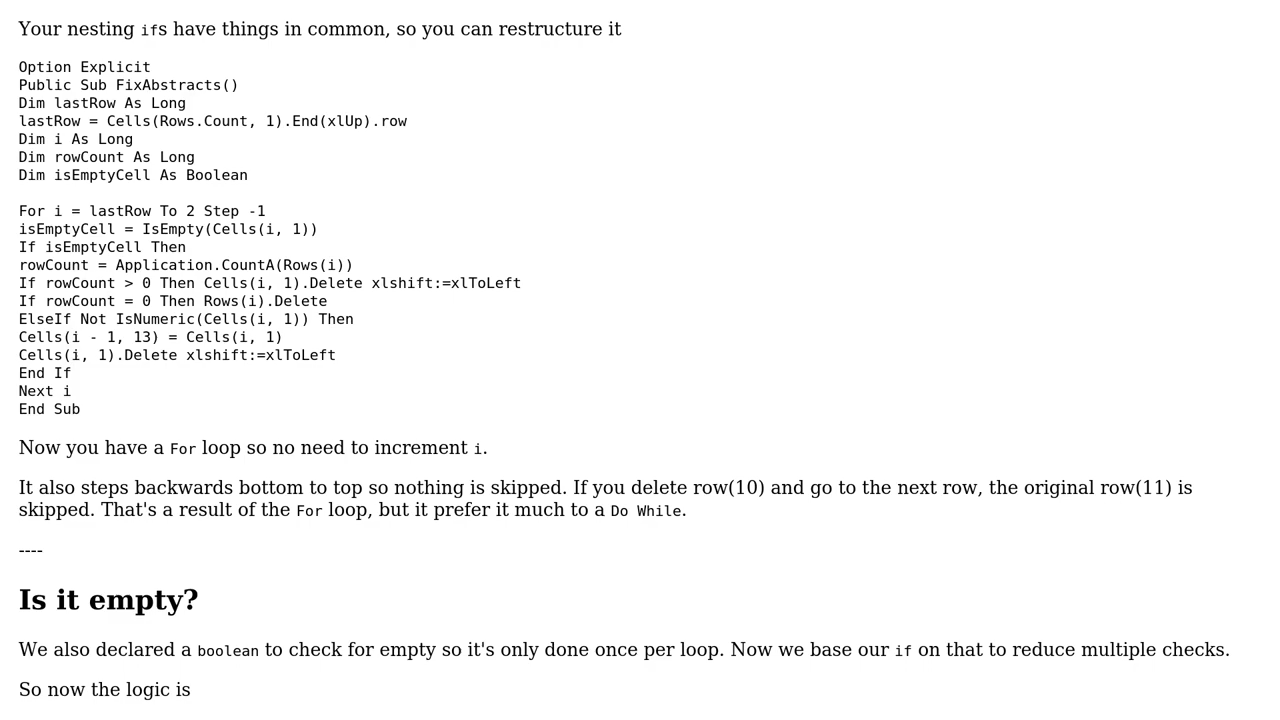 Your nesting ifs have things in common, so you can restructure it
Option Explicit
Public Sub FixAbstracts()
Dim lastRow As Long
lastRow = Cells(Rows.Count, 1).End(xlUp).row
Dim i As Long
Dim rowCount As Long
Dim isEmptyCell As Boolean
For i = lastRow To 2 Step -1
isEmptyCell = IsEmpty(Cells(i, 1))
If isEmptyCell Then
rowCount = Application.CountA(Rows(i))
If rowCount > 0 Then Cells(i, 1).Delete xlshift:=xlToLeft
If rowCount = 0 Then Rows(i).Delete
ElseIf Not IsNumeric(Cells(i, 1)) Then
Cells(i - 1, 13) = Cells(i, 1)
Cells(i, 1).Delete xlshift:=xlToLeft
End If
Next i
End Sub
Now you have a For loop so no need to increment i.
It also steps backwards bottom to top so nothing is skipped. If you delete row(10) and go to the next row, the original row(11) is
skipped. That's a result of the For loop, but it prefer it much to a Do While.
----
Is it empty?
We also declared a boolean to check for empty so it's only done once per loop. Now we base our if on that to reduce multiple checks.
So now the logic is